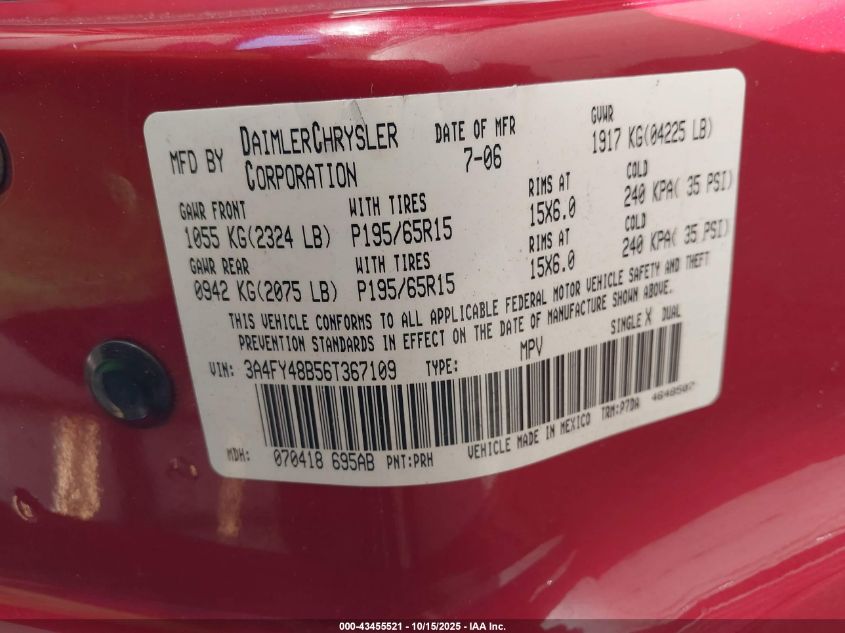 MFD BY DAIMLERCHRYSLER CORPORATION
DATE OF MFR 7-06
GVWR 1917 KG(04225 LB)
GAWR FRONT WITH TIRES RIMS AT COLD
1055 KG(2324 LB) P195/65R15 15X6.0 240 KPA( 35 PSI)
GAWR REAR WITH TIRES RIMS AT COLD
0942 KG(2075 LB) P195/65R15 15X6.0 240 KPA( 35 PSI)
THIS VEHICLE CONFORMS TO ALL APPLICABLE FEDERAL MOTOR VEHICLE SAFETY AND THEFT
PREVENTION STANDARDS IN EFFECT ON THE DATE OF MANUFACTURE SHOWN ABOVE.
VIN: 3A4FY48B56T367109 TYPE: MPV SINGLE X DUAL
MDH: 070418 695AB PNT:PRH VEHICLE MADE IN MEXICO TRM:P7DA 4648507
000-43455521 - 10/15/2025 - IAA Inc.